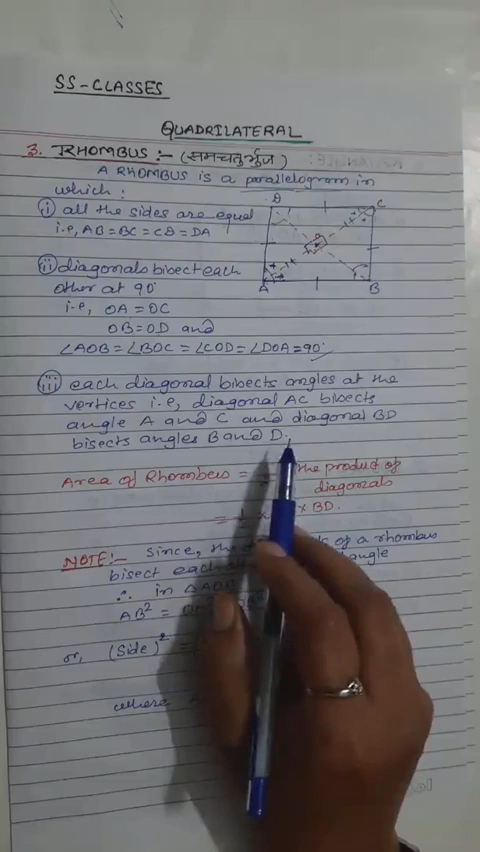 SS-CLASSES
QUADRILATERAL
3. RHOMBUS :- (समचतुर्भुज)
A RHOMBUS is a parallelogram in
which :
D C
(i) all the sides are equal
i.e, AB = BC = CD = DA
O
A B
(ii) diagonals bisect each
other at 90°
i.e, OA = OC
OB = OD and
∠AOB = ∠BOC = ∠COD = ∠DOA = 90°
(iii) each diagonal bisects angles at the
vertices i.e, diagonal AC bisects
angle A and C and diagonal BD
bisects angles B and D.
Area of Rhombus = the product of
diagonals
= 1/2 × × BD.
NOTE:- Since, the of a rhombus
bisect each angle
∴ in
AB² =
or, (Side)² =
where